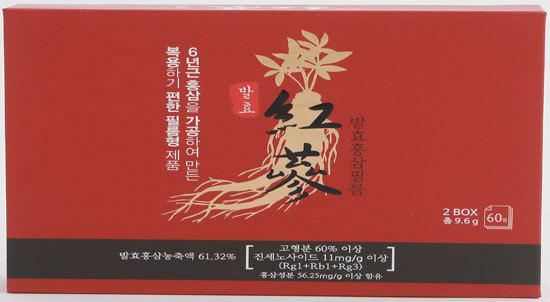 6년근 홍삼을 가공하여 만든
복용하기 편한 필름형 제품
발효
紅蔘
발효홍삼필름
2 BOX
총 9.6 g
60매
발효홍삼농축액 61.32%
고형분 60% 이상
진세노사이드 11mg/g 이상
(Rg1+Rb1+Rg3)
홍삼성분 56.25mg/g 이상 함유